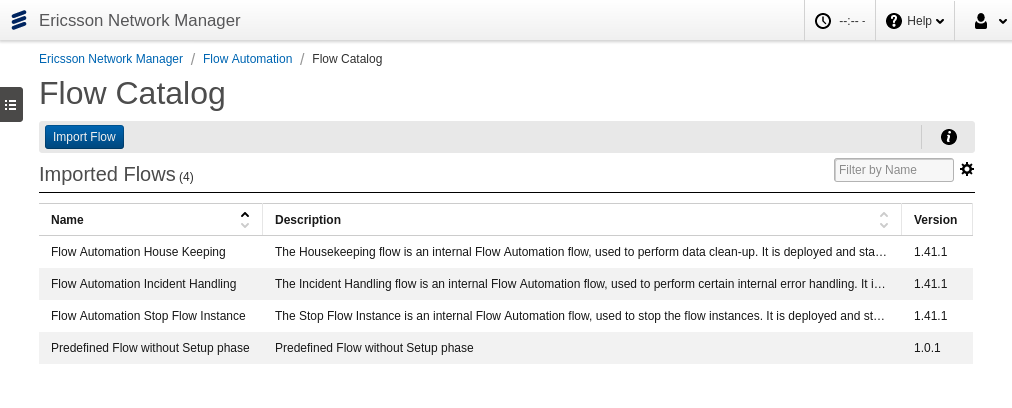 Ericsson Network Manager
--:-- -
Help
Ericsson Network Manager / Flow Automation / Flow Catalog
Flow Catalog
Import Flow
Imported Flows (4)
Filter by Name
Name Description Version
Flow Automation House Keeping The Housekeeping flow is an internal Flow Automation flow, used to perform data clean-up. It is deployed and sta… 1.41.1
Flow Automation Incident Handling The Incident Handling flow is an internal Flow Automation flow, used to perform certain internal error handling. It i… 1.41.1
Flow Automation Stop Flow Instance The Stop Flow Instance is an internal Flow Automation flow, used to stop the flow instances. It is deployed and st… 1.41.1
Predefined Flow without Setup phase Predefined Flow without Setup phase 1.0.1